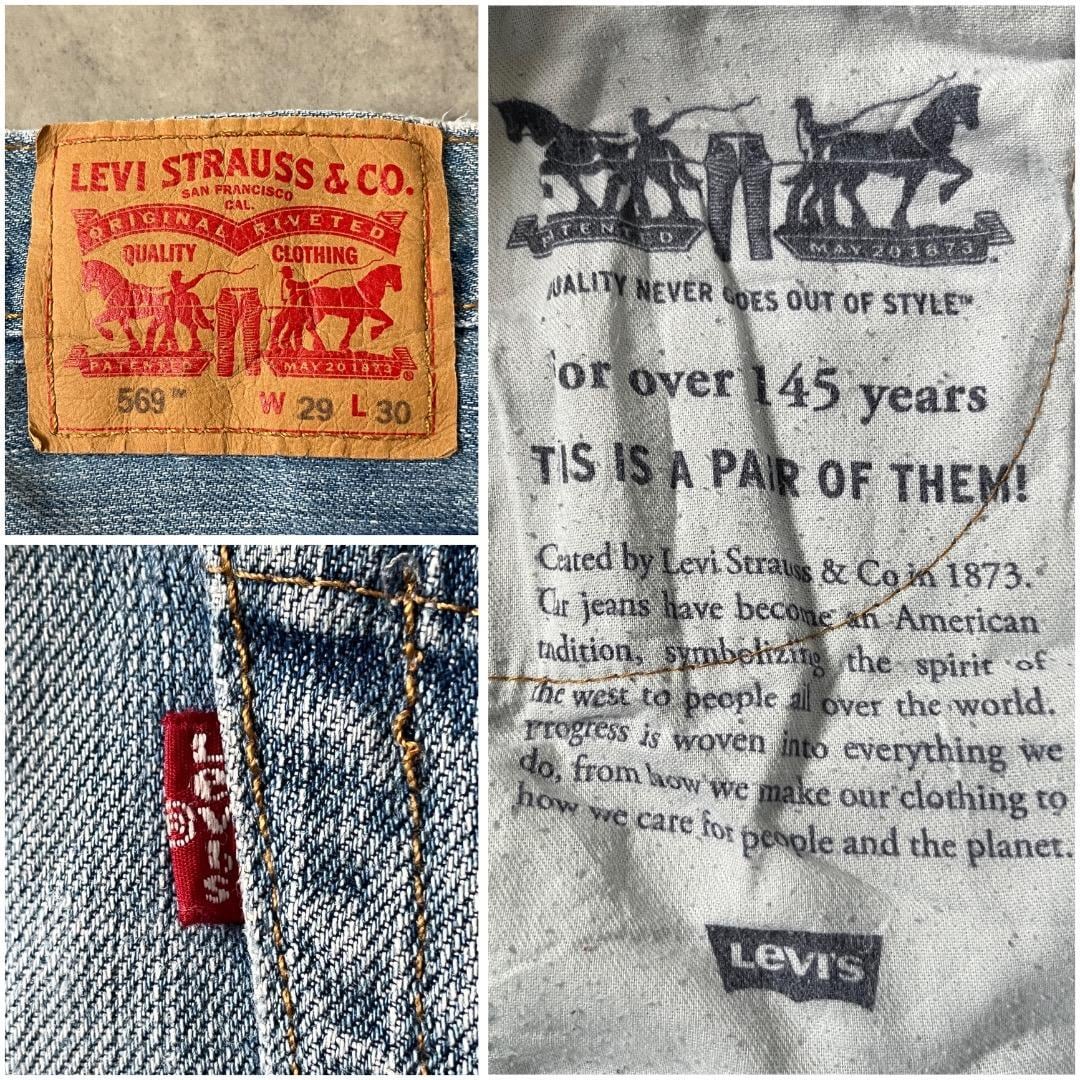 LEVI STRAUSS & CO.
SAN FRANCISCO
CAL.
ORIGINAL RIVETED
QUALITY CLOTHING
PATENTED MAY 20 1873 ®
569™ W 29 L 30
LEVI'S ®
PATENTED MAY 20 1873
UALITY NEVER GOES OUT OF STYLE™
or over 145 years
TIS IS A PAIR OF THEM!
Ceated by Levi Strauss & Co in 1873.
Our jeans have become an American
tadition, symbolizing the spirit of
the west to people all over the world.
Progress is woven into everything we
do, from how we make our clothing to
how we care for people and the planet.
LEVI'S